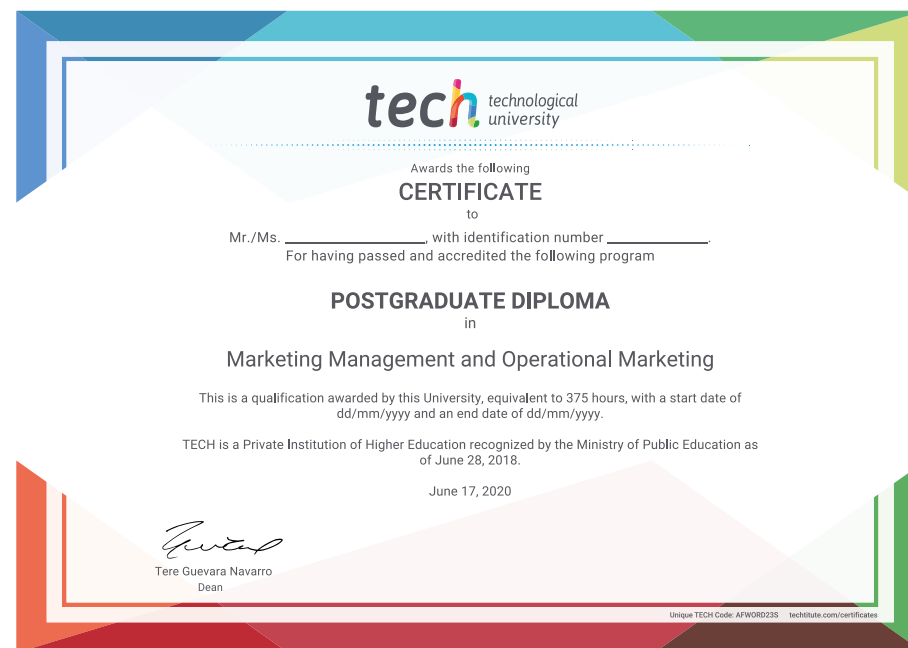 tech technological
university
Awards the following
CERTIFICATE
to
Mr./Ms. ____________________, with identification number ______________.
For having passed and accredited the following program
POSTGRADUATE DIPLOMA
in
Marketing Management and Operational Marketing
This is a qualification awarded by this University, equivalent to 375 hours, with a start date of
dd/mm/yyyy and an end date of dd/mm/yyyy.
TECH is a Private Institution of Higher Education recognized by the Ministry of Public Education as
of June 28, 2018.
June 17, 2020
Tere Guevara Navarro
Dean
Unique TECH Code: AFWORD23S techtitute.com/certificates